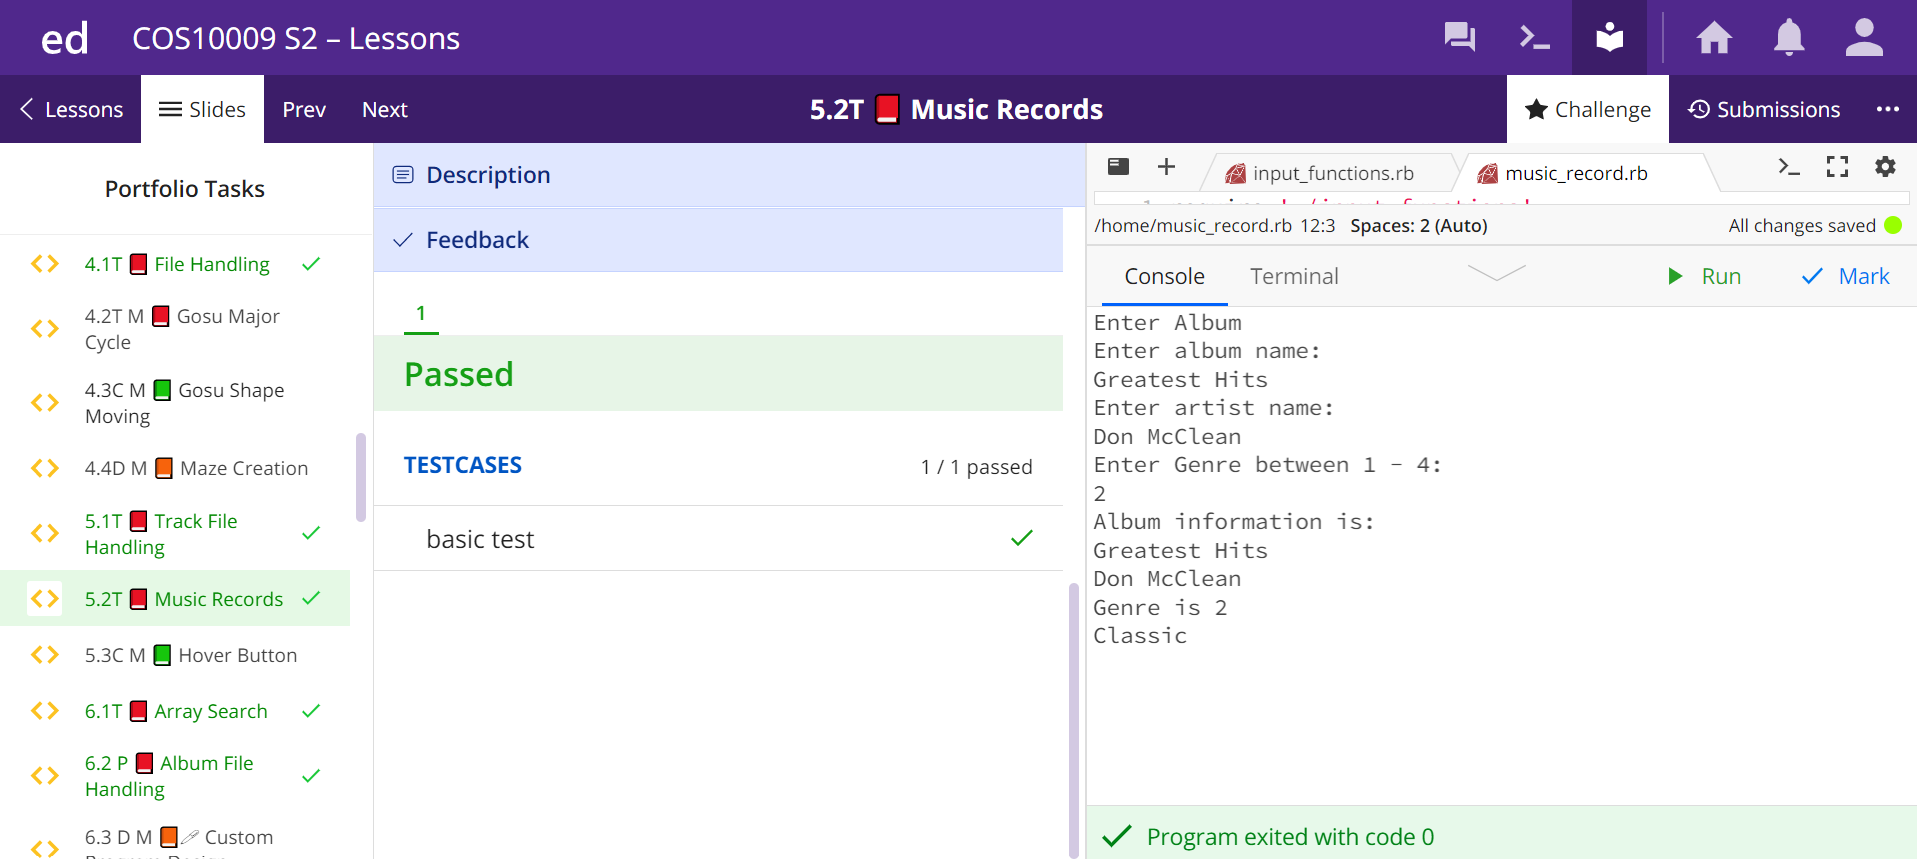 ed COS10009 S2 – Lessons
Lessons Slides Prev Next 5.2T Music Records Challenge Submissions
Portfolio Tasks
4.1T File Handling
4.2T M Gosu Major
Cycle
4.3C M Gosu Shape
Moving
4.4D M Maze Creation
5.1T Track File
Handling
5.2T Music Records
5.3C M Hover Button
6.1T Array Search
6.2 P Album File
Handling
6.3 D M Custom
Description
Feedback
1
Passed
TESTCASES 1 / 1 passed
basic test
input_functions.rb music_record.rb
/home/music_record.rb 12:3 Spaces: 2 (Auto) All changes saved
Console Terminal Run Mark
Enter Album
Enter album name:
Greatest Hits
Enter artist name:
Don McClean
Enter Genre between 1 - 4:
2
Album information is:
Greatest Hits
Don McClean
Genre is 2
Classic
Program exited with code 0